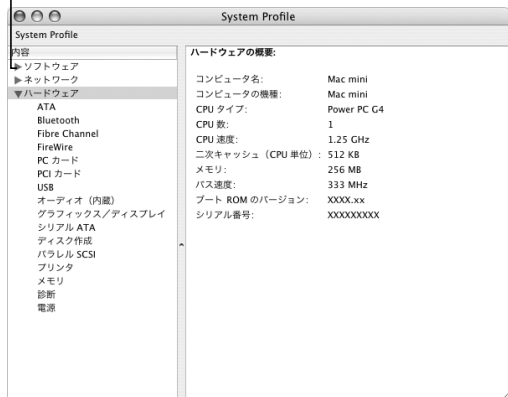 System Profile
System Profile
内容
▶ソフトウェア
▶ネットワーク
▼ハードウェア
ATA
Bluetooth
Fibre Channel
FireWire
PC カード
PCI カード
USB
オーディオ（内蔵）
グラフィックス／ディスプレイ
シリアル ATA
ディスク作成
パラレル SCSI
プリンタ
メモリ
診断
電源
ハードウェアの概要:
コンピュータ名: Mac mini
コンピュータの機種: Mac mini
CPU タイプ: Power PC G4
CPU 数: 1
CPU 速度: 1.25 GHz
二次キャッシュ（CPU 単位）: 512 KB
メモリ: 256 MB
バス速度: 333 MHz
ブート ROM のバージョン: XXXX.xx
シリアル番号: XXXXXXXXX